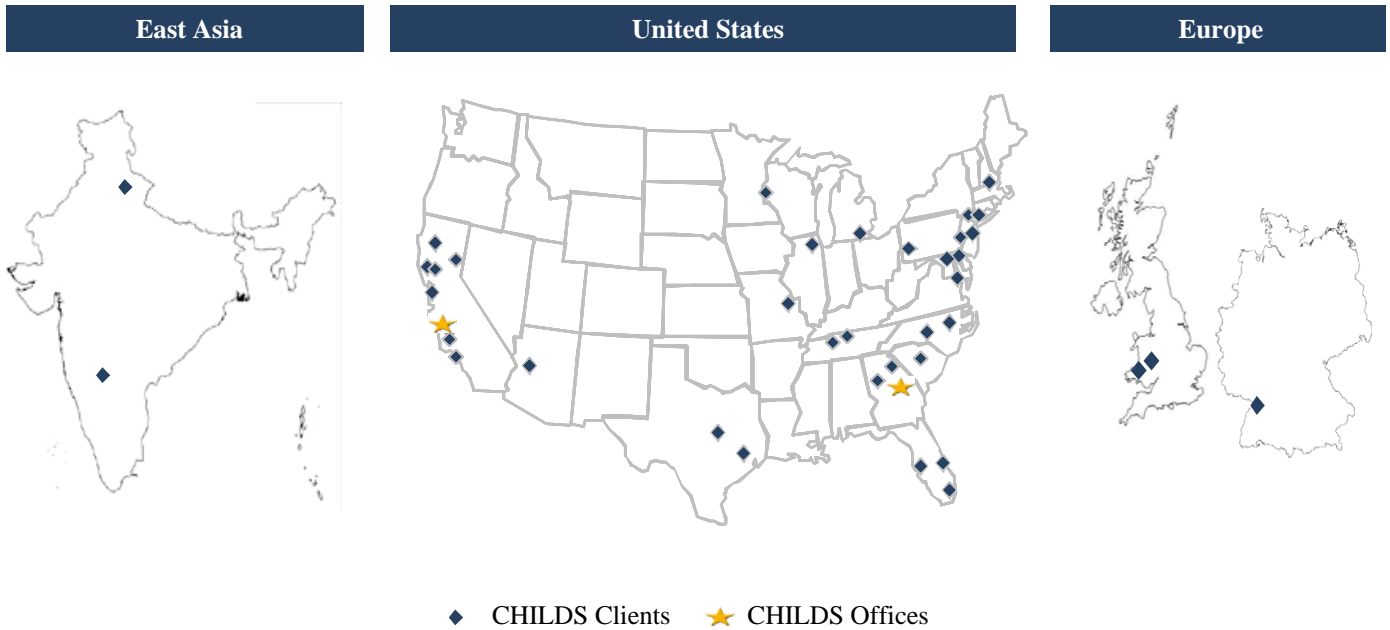 East Asia
United States
Europe
CHILDS Clients
CHILDS Offices